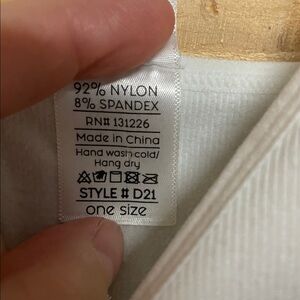 92% NYLON
8% SPANDEX
RN# 131226
Made in China
Hand wash cold/
Hang dry
STYLE # D21
one size